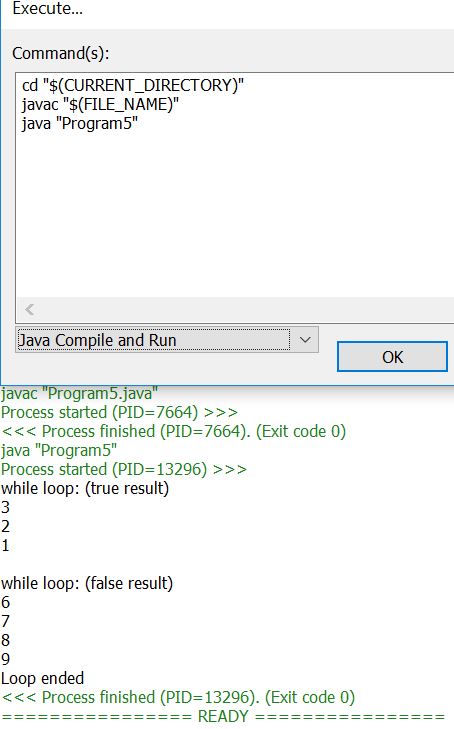 Execute...
Command(s):
cd "$(CURRENT_DIRECTORY)"
javac "$(FILE_NAME)"
java "Program5"
Java Compile and Run
OK
javac "Program5.java"
Process started (PID=7664) >>>
<<< Process finished (PID=7664). (Exit code 0)
java "Program5"
Process started (PID=13296) >>>
while loop: (true result)
3
2
1
while loop: (false result)
6
7
8
9
Loop ended
<<< Process finished (PID=13296). (Exit code 0)
================ READY ================